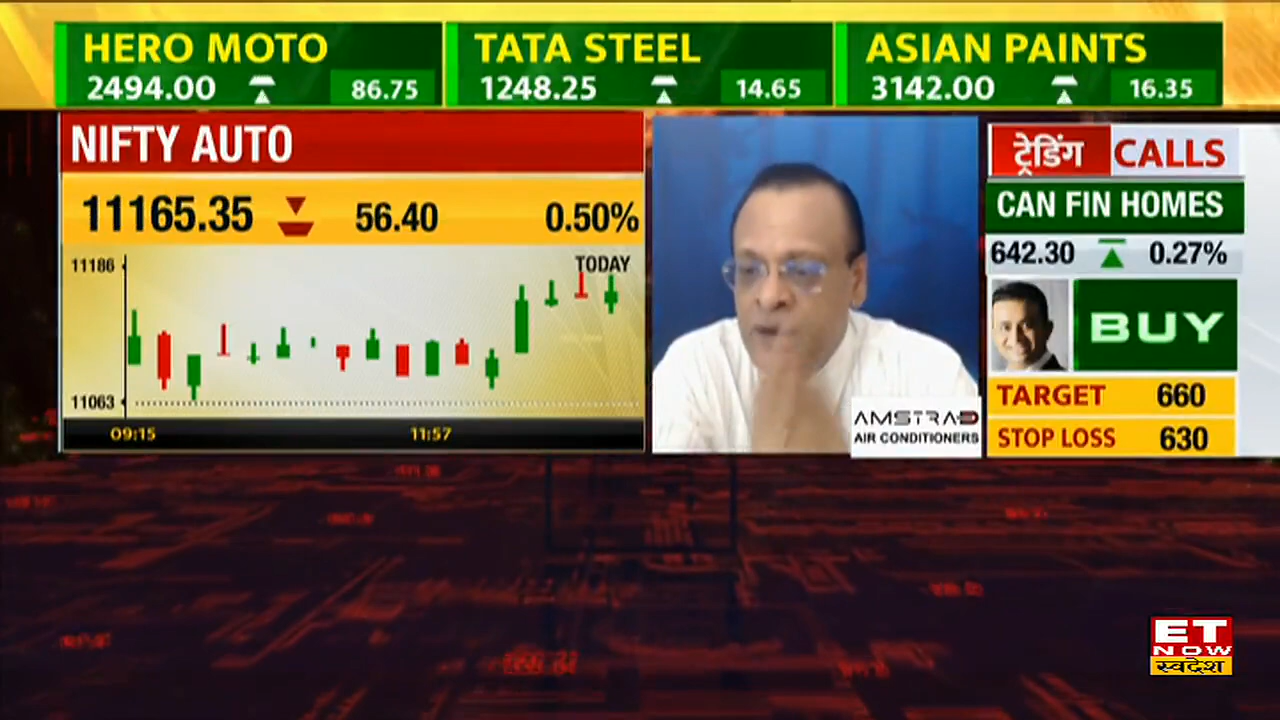 HERO MOTO
2494.00 86.75
TATA STEEL
1248.25 14.65
ASIAN PAINTS
3142.00 16.35
NIFTY AUTO
11165.35 56.40 0.50%
TODAY
11186
11063
09:15 11:57
AMSTRAD
AIR CONDITIONERS
ट्रेडिंग CALLS
CAN FIN HOMES
642.30 0.27%
BUY
TARGET 660
STOP LOSS 630
ET
NOW
स्वदेश